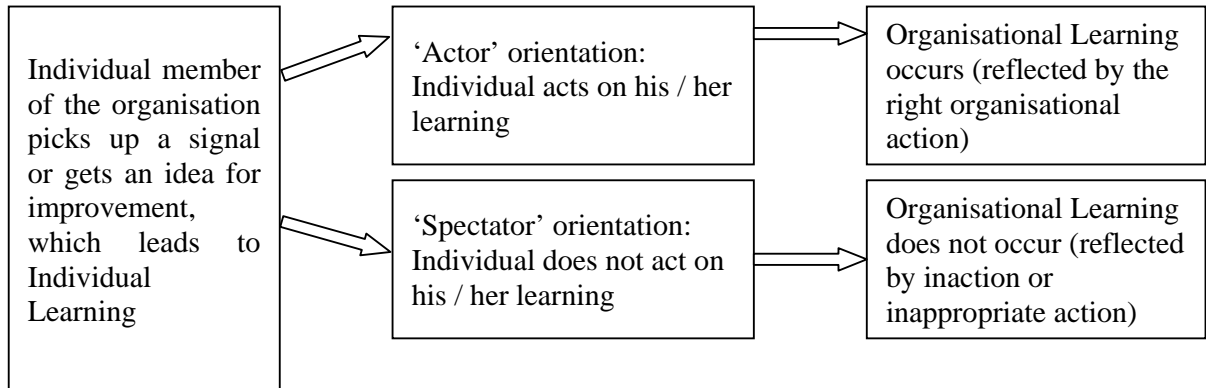 Individual member
of the organisation
picks up a signal
or gets an idea for
improvement,
which leads to
Individual
Learning
‘Actor’ orientation:
Individual acts on his / her
learning
Organisational Learning
occurs (reflected by the
right organisational
action)
‘Spectator’ orientation:
Individual does not act on
his / her learning
Organisational Learning
does not occur (reflected
by inaction or
inappropriate action)